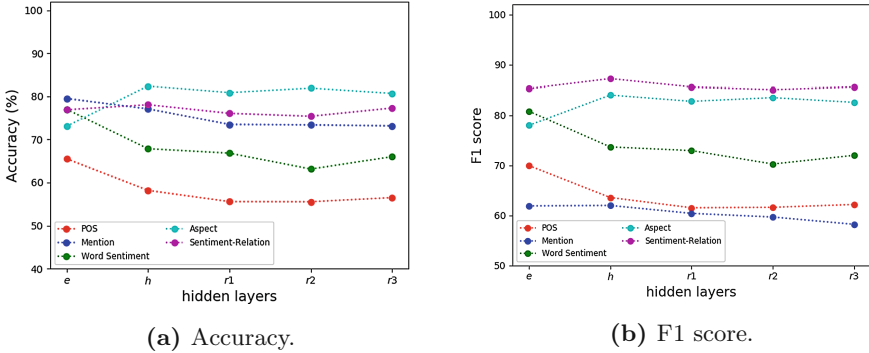 100
90
80
70
60
50
40
Accuracy (%)
POS
Mention
Word Sentiment
Aspect
Sentiment-Relation
e h r1 r2 r3
hidden layers
(a) Accuracy.
100
90
80
70
60
50
F1 score
POS
Mention
Word Sentiment
Aspect
Sentiment-Relation
e h r1 r2 r3
hidden layers
(b) F1 score.